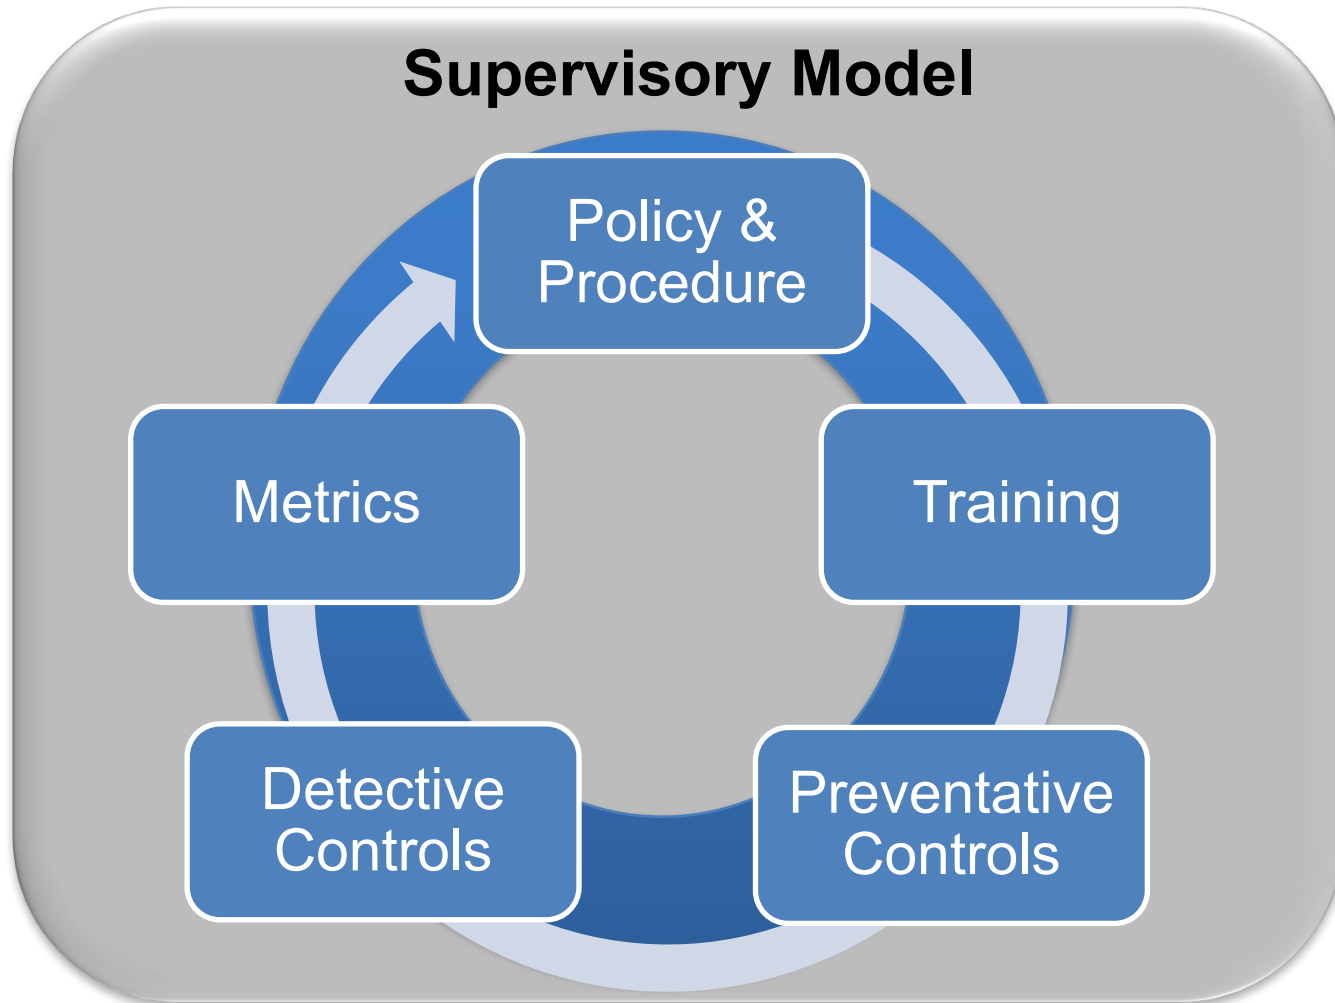 Supervisory Model
Policy &
Procedure
Training
Preventative
Controls
Detective
Controls
Metrics